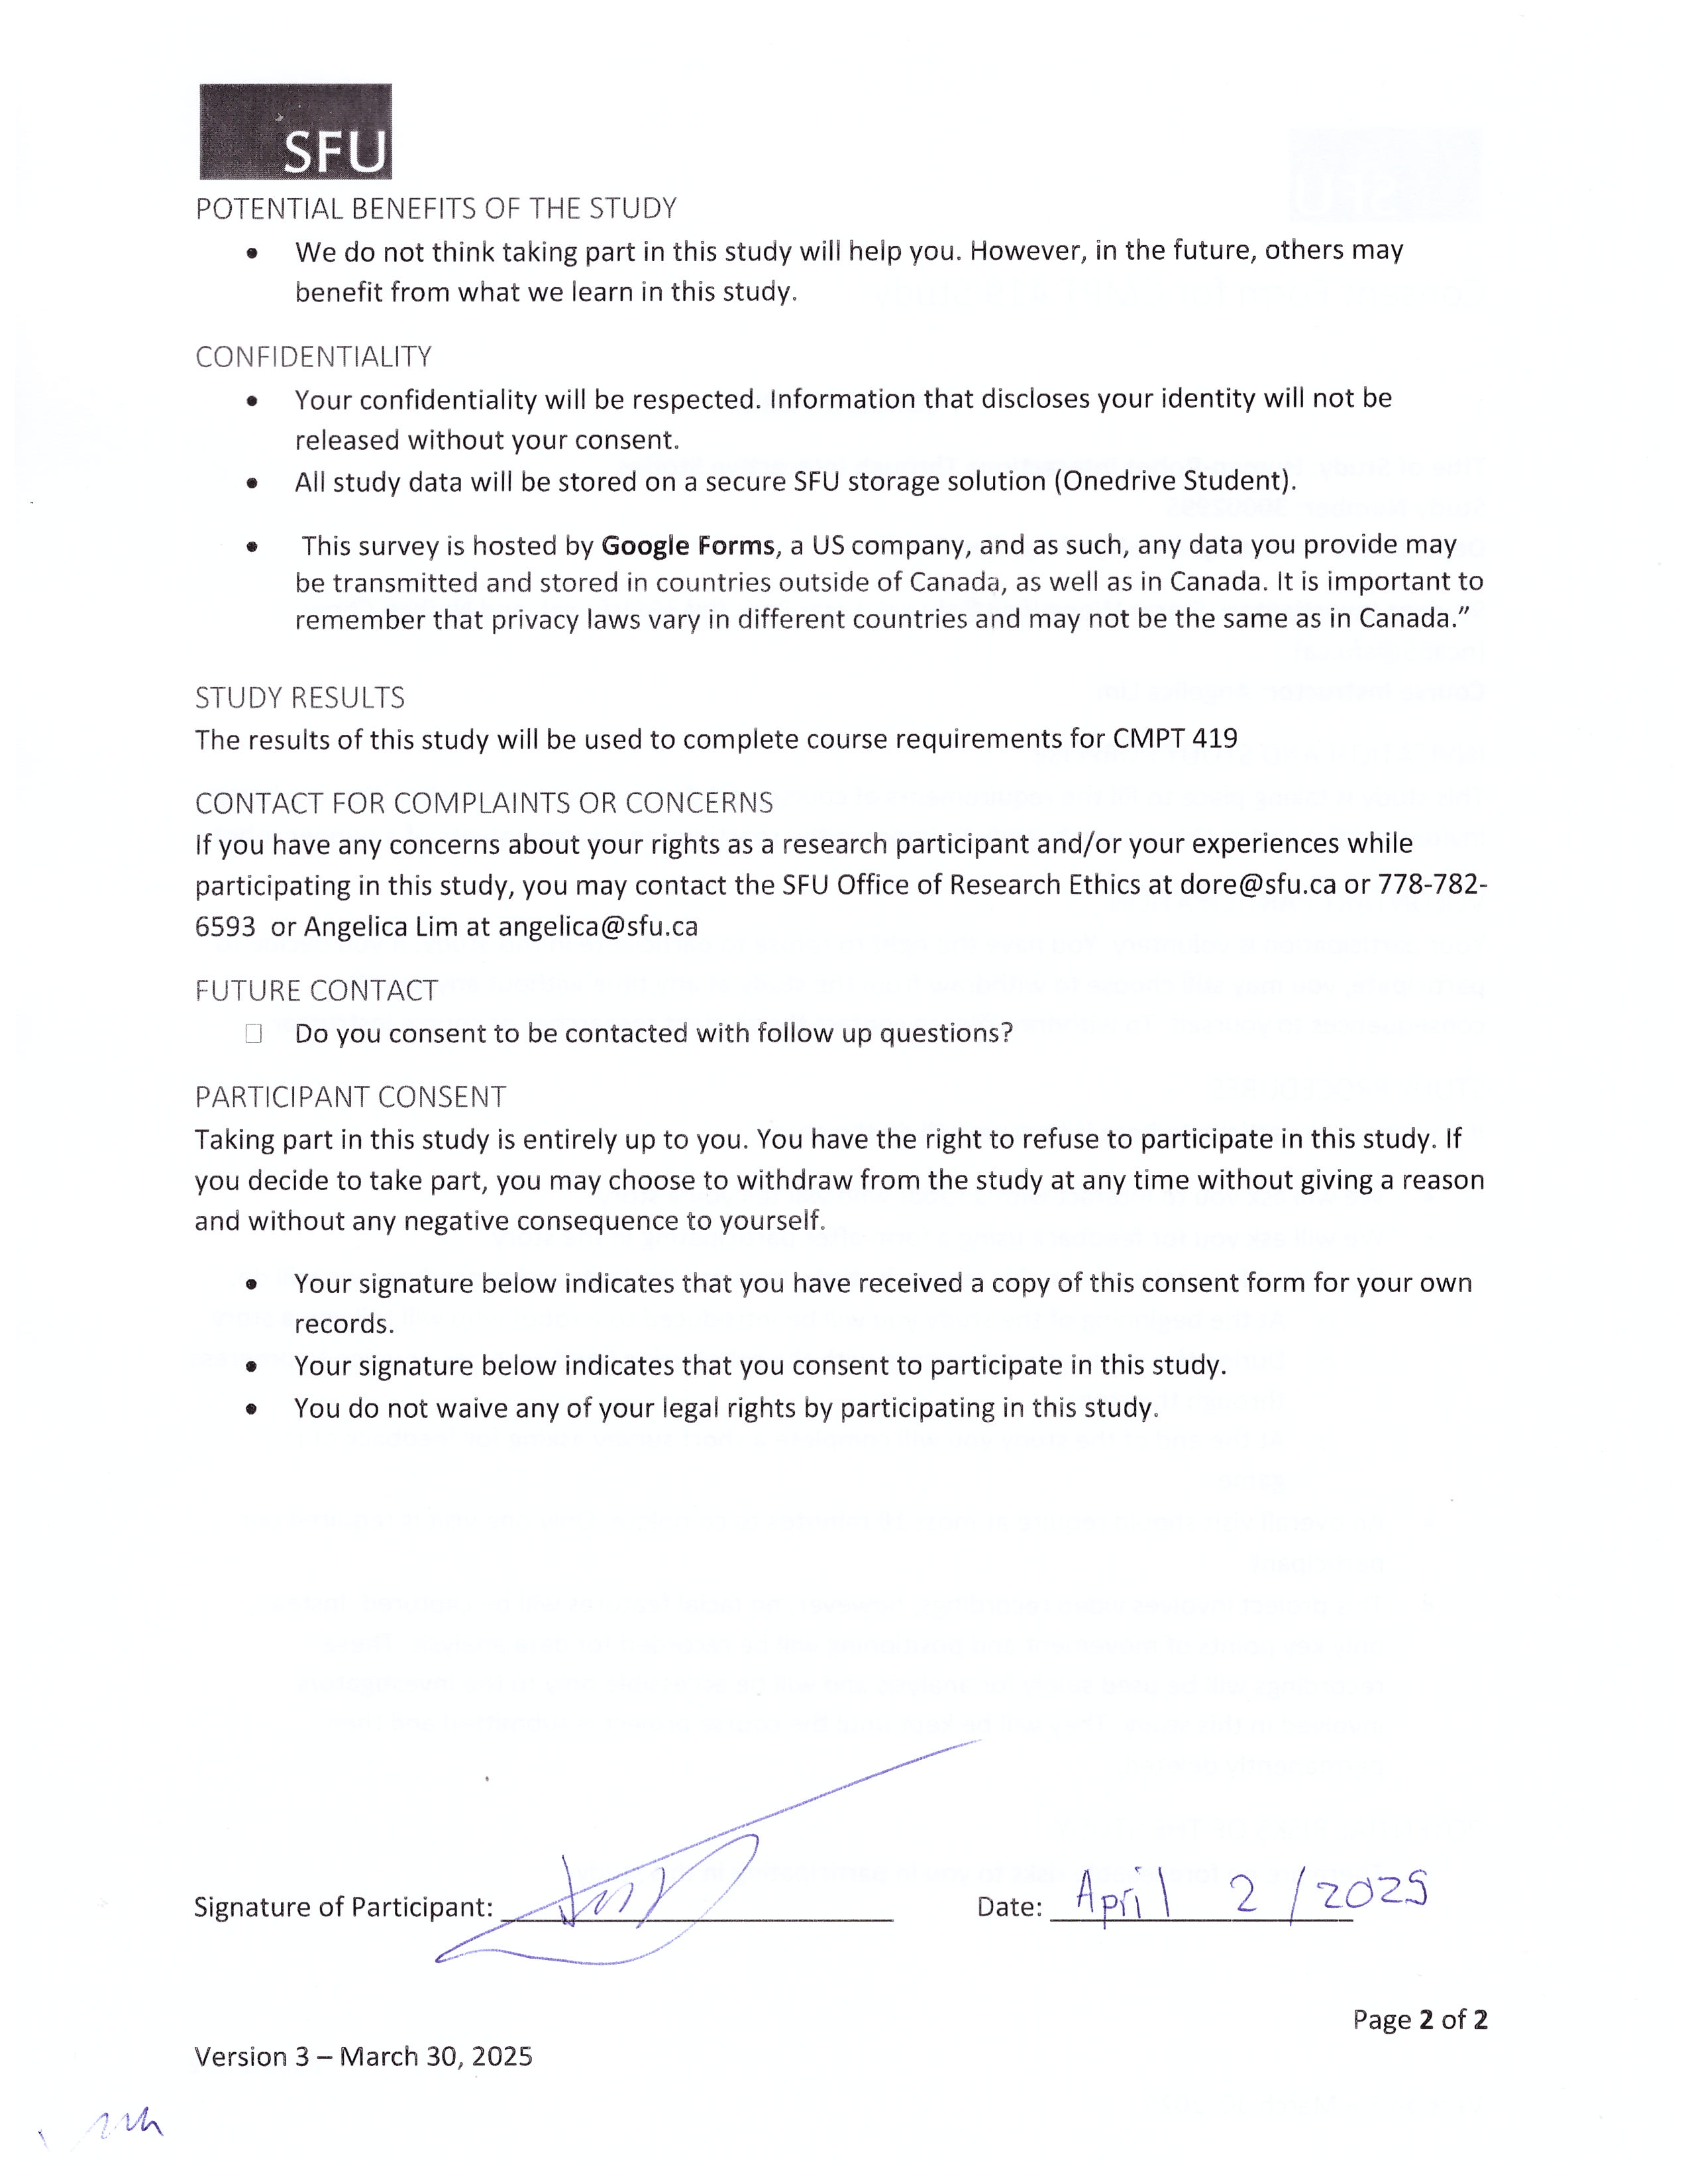 SFU
POTENTIAL BENEFITS OF THE STUDY
• We do not think taking part in this study will help you. However, in the future, others may
benefit from what we learn in this study.
CONFIDENTIALITY
• Your confidentiality will be respected. Information that discloses your identity will not be
released without your consent.
• All study data will be stored on a secure SFU storage solution (Onedrive Student).
• This survey is hosted by Google Forms, a US company, and as such, any data you provide may
be transmitted and stored in countries outside of Canada, as well as in Canada. It is important to
remember that privacy laws vary in different countries and may not be the same as in Canada.”
STUDY RESULTS
The results of this study will be used to complete course requirements for CMPT 419
CONTACT FOR COMPLAINTS OR CONCERNS
If you have any concerns about your rights as a research participant and/or your experiences while
participating in this study, you may contact the SFU Office of Research Ethics at dore@sfu.ca or 778-782-
6593 or Angelica Lim at angelica@sfu.ca
FUTURE CONTACT
☐ Do you consent to be contacted with follow up questions?
PARTICIPANT CONSENT
Taking part in this study is entirely up to you. You have the right to refuse to participate in this study. If
you decide to take part, you may choose to withdraw from the study at any time without giving a reason
and without any negative consequence to yourself.
• Your signature below indicates that you have received a copy of this consent form for your own
records.
• Your signature below indicates that you consent to participate in this study.
• You do not waive any of your legal rights by participating in this study.
Signature of Participant: Date: April 2 / 2025
Page 2 of 2
Version 3 – March 30, 2025